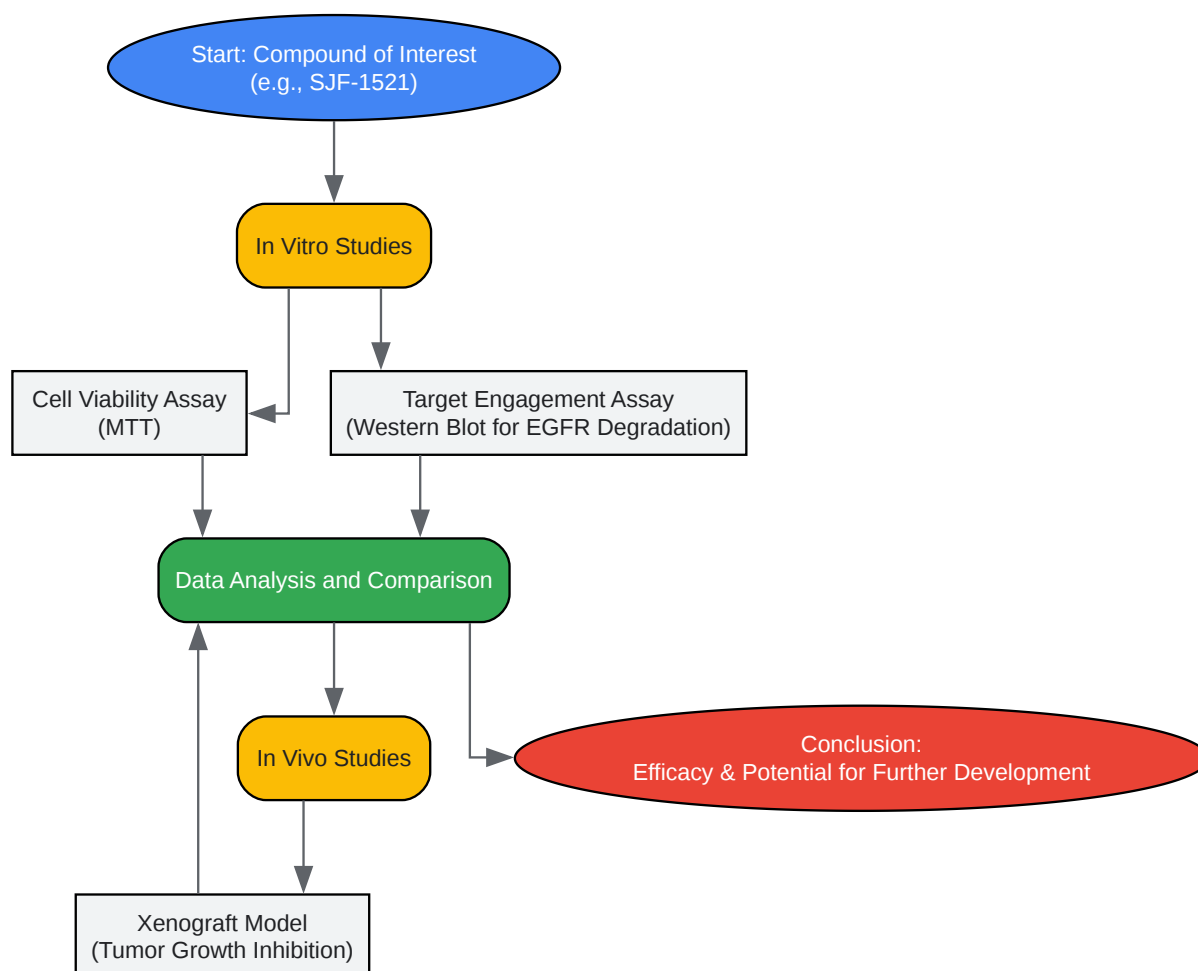 Start: Compound of Interest
(e.g., SJF-1521)
In Vitro Studies
Cell Viability Assay
(MTT)
Target Engagement Assay
(Western Blot for EGFR Degradation)
Data Analysis and Comparison
In Vivo Studies
Conclusion:
Efficacy & Potential for Further Development
Xenograft Model
(Tumor Growth Inhibition)